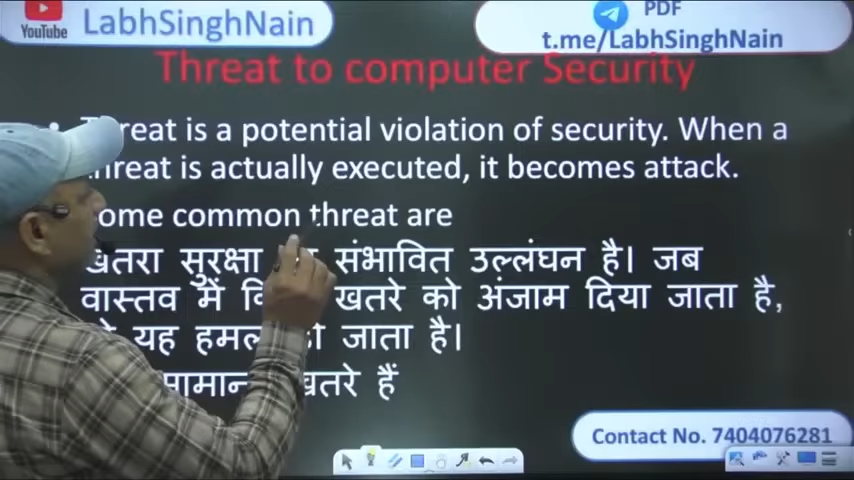 YouTube
LabhSinghNain
PDF
t.me/LabhSinghNain
Threat to computer Security
Threat is a potential violation of security. When a
threat is actually executed, it becomes attack.
ome common threat are
खतरा सुरक्षा संभावित उल्लंघन है। जब
वास्तव में खतरे को अंजाम दिया जाता है,
यह हमला हो जाता है।
खतरे हैं
Contact No. 7404076281